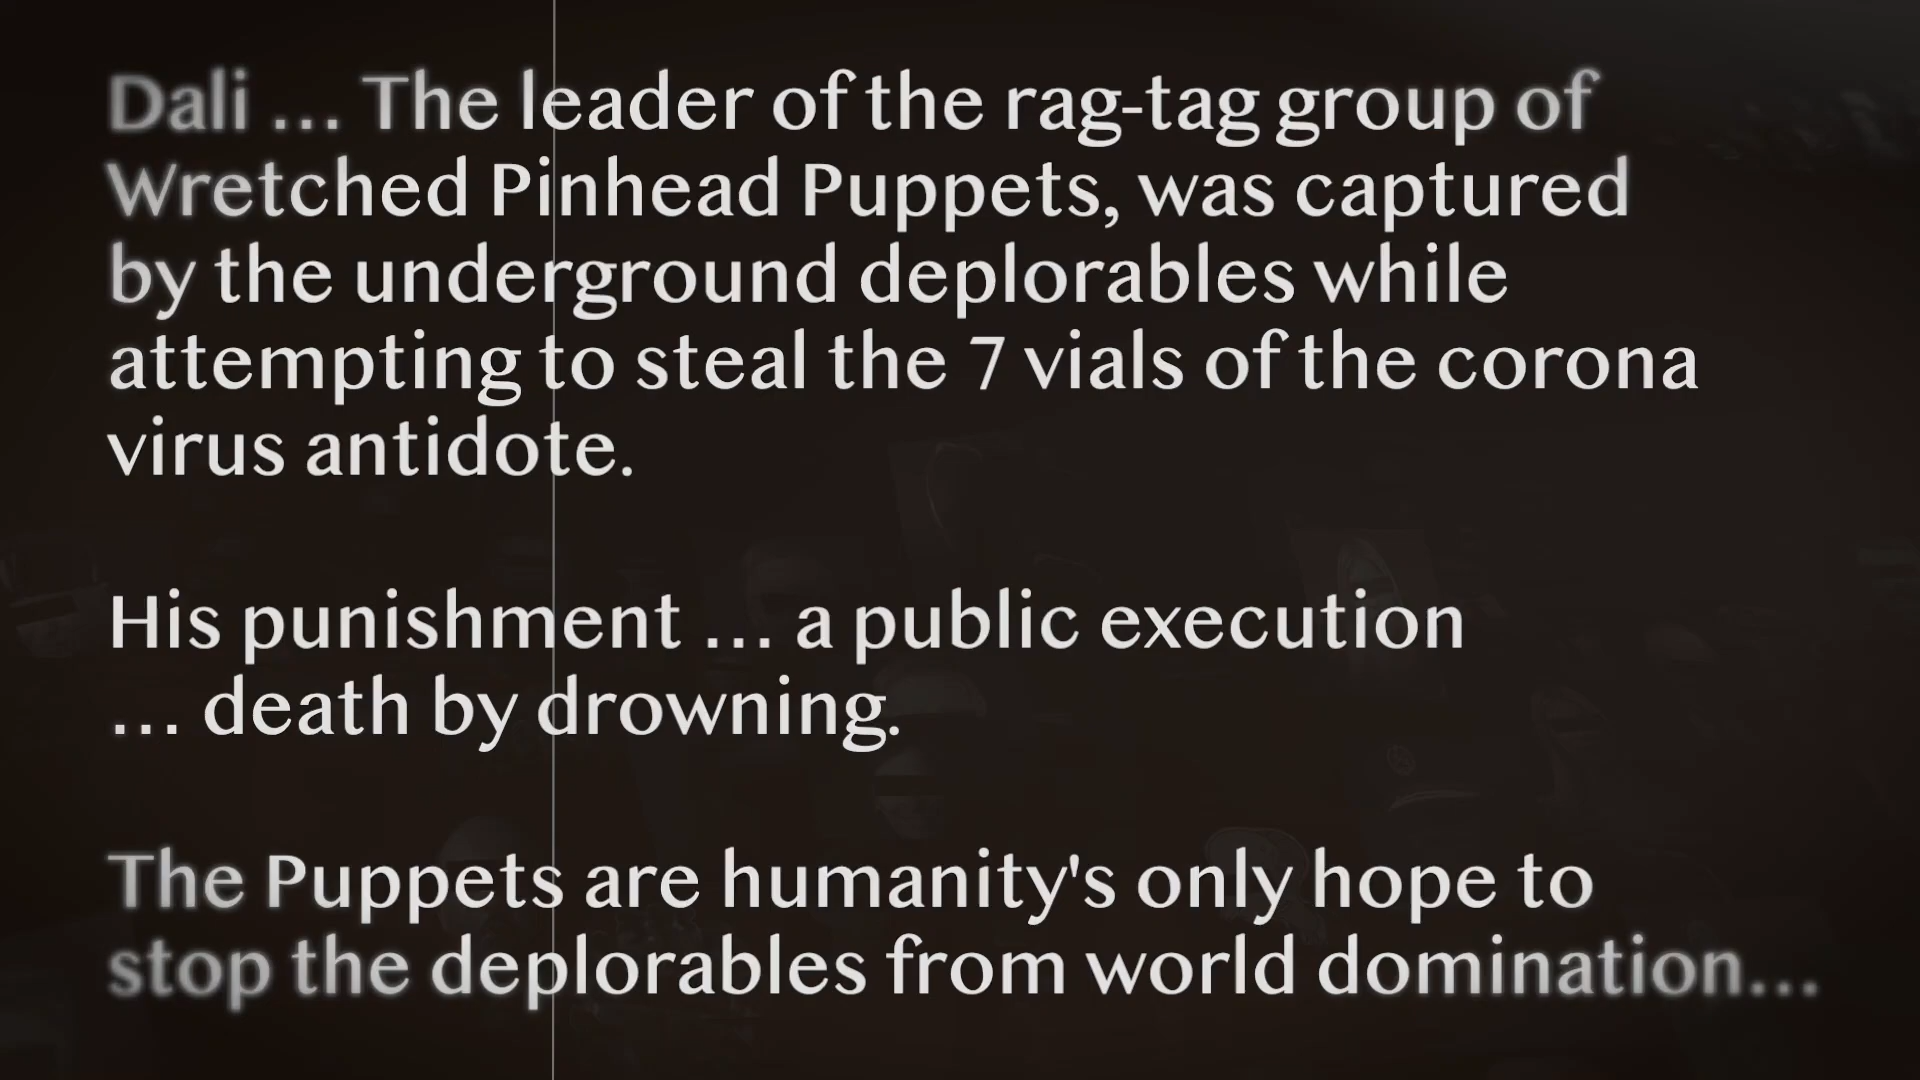 Dali ... The leader of the rag-tag group of
Wretched Pinhead Puppets, was captured
by the underground deplorables while
attempting to steal the 7 vials of the corona
virus antidote.
His punishment ... a public execution
... death by drowning.
The Puppets are humanity's only hope to
stop the deplorables from world domination...